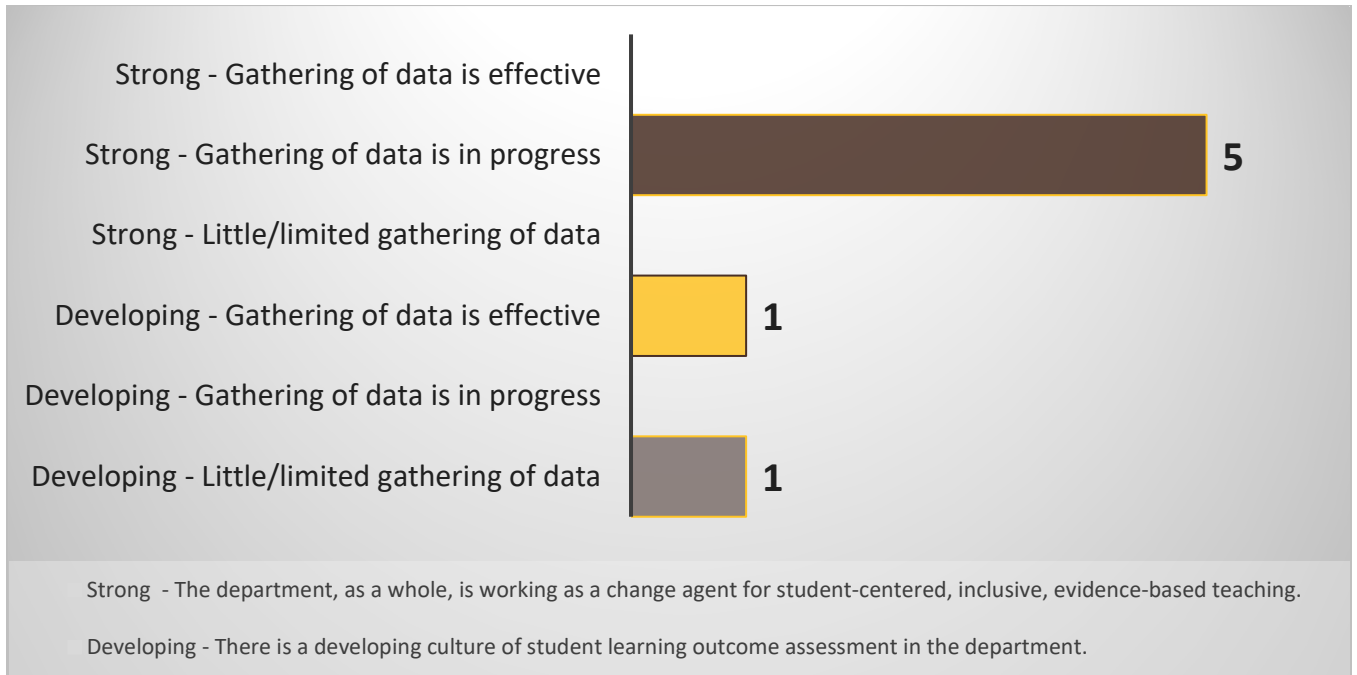 Strong - Gathering of data is effective
Strong - Gathering of data is in progress
5
Strong - Little/limited gathering of data
Developing - Gathering of data is effective
1
Developing - Gathering of data is in progress
Developing - Little/limited gathering of data
1
Strong - The department, as a whole, is working as a change agent for student-centered, inclusive, evidence-based teaching.
Developing - There is a developing culture of student learning outcome assessment in the department.